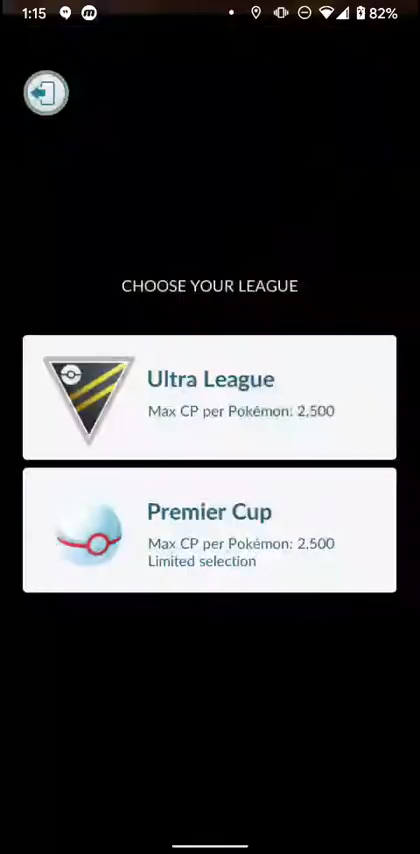 1:15
82%
CHOOSE YOUR LEAGUE
Ultra League
Max CP per Pokémon: 2,500
Premier Cup
Max CP per Pokémon: 2,500
Limited selection